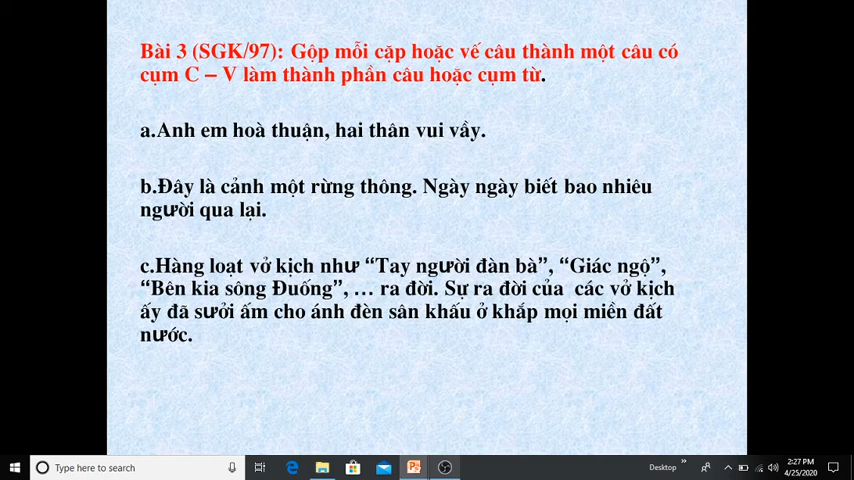 Bài 3 (SGK/97): Gộp mỗi cặp hoặc vế câu thành một câu có
cụm C – V làm thành phần câu hoặc cụm từ.
a.Anh em hoà thuận, hai thân vui vầy.
b.Đây là cảnh một rừng thông. Ngày ngày biết bao nhiêu
người qua lại.
c.Hàng loạt vở kịch như “Tay người đàn bà”, “Giác ngộ”,
“Bên kia sông Đuống”, … ra đời. Sự ra đời của các vở kịch
ấy đã sưởi ấm cho ánh đèn sân khấu ở khắp mọi miền đất
nước.
Type here to search
Desktop
2:27 PM
4/25/2020